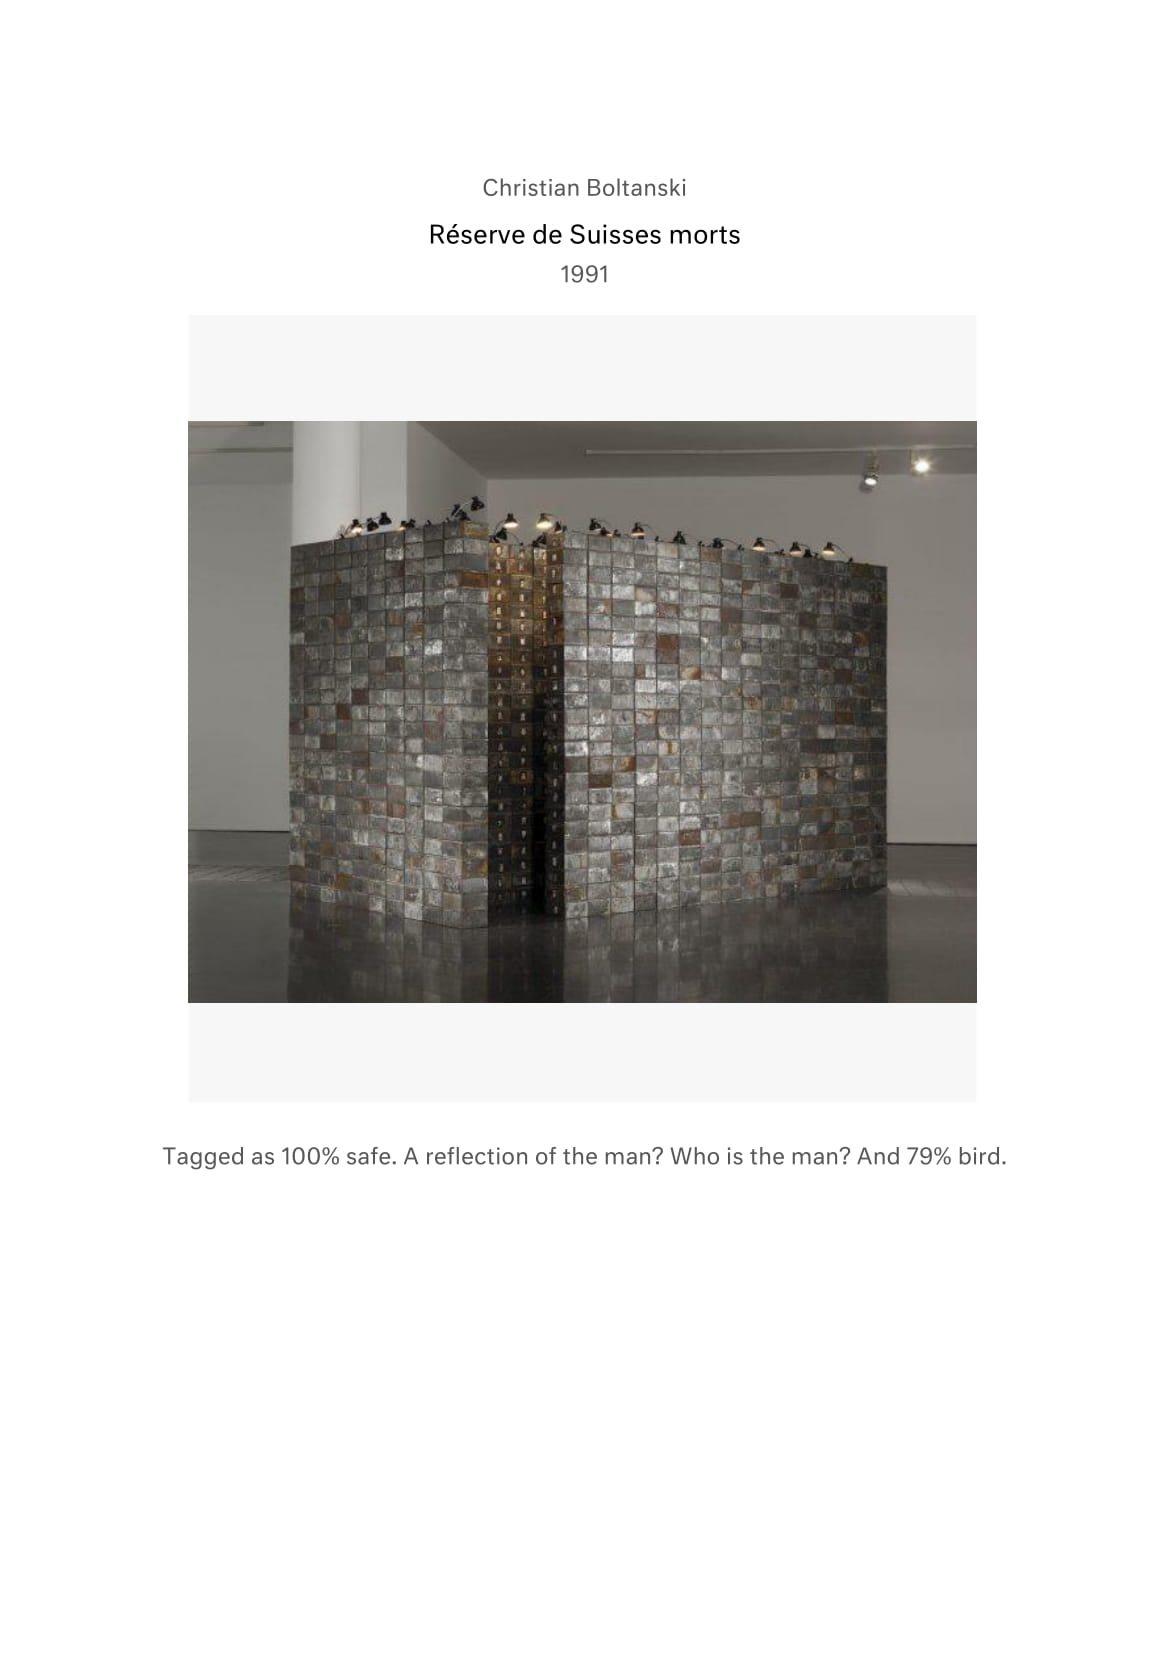 Christian Boltanski
Réserve de Suisses morts
1991
Tagged as 100% safe. A reflection of the man? Who is the man? And 79% bird.